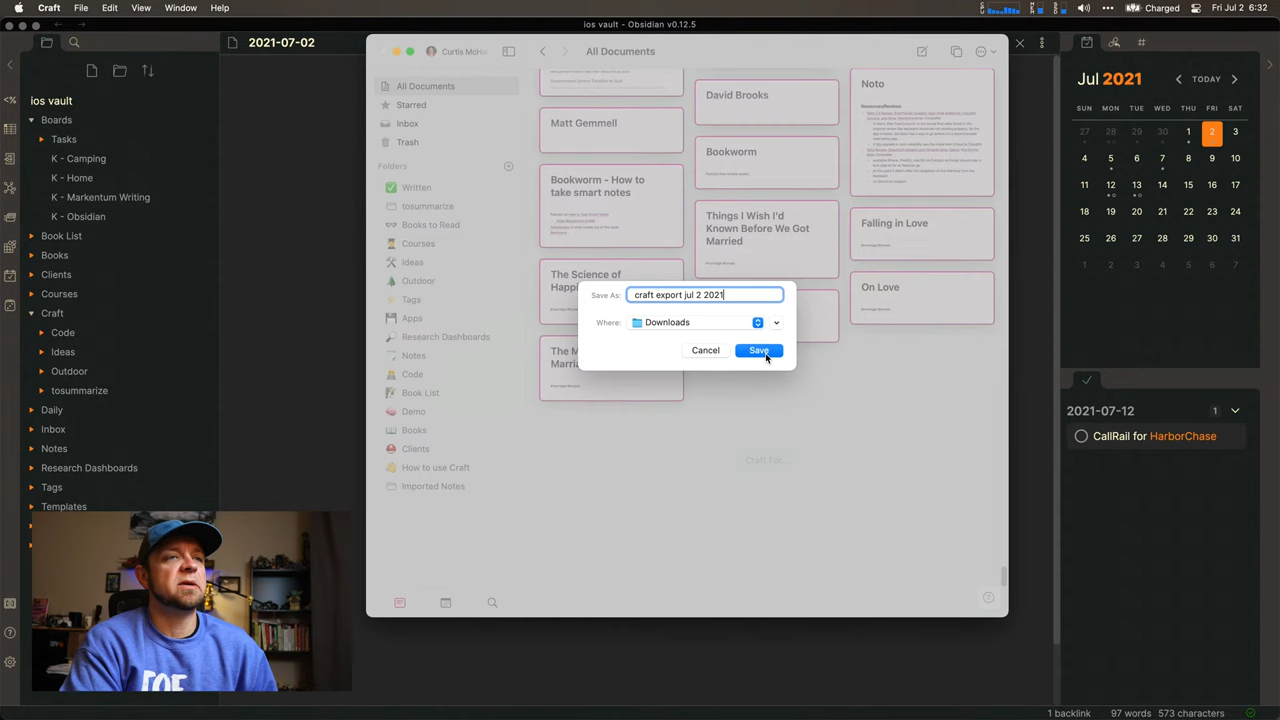 Craft File Edit View Window Help
Charged Fri Jul 2 6:32
ios vault - Obsidian v0.12.5
2021-07-02
ios vault
Boards
Tasks
K - Camping
K - Home
K - Markentum Writing
K - Obsidian
Book List
Books
Clients
Courses
Craft
Code
Ideas
Outdoor
tosummarize
Daily
Inbox
Notes
Research Dashboards
Tags
Templates
Curtis McHa
All Documents
All Documents
Starred
Inbox
Trash
Folders
Written
tosummarize
Books to Read
Courses
Ideas
Outdoor
Tags
Apps
Research Dashboards
Notes
Code
Book List
Demo
Books
Clients
How to use Craft
Imported Notes
Matt Gemmell
Bookworm - How to
take smart notes
The Science of
Happi
The M
Marria
David Brooks
Bookworm
Things I Wish I'd
Known Before We Got
Married
Noto
Resources/Reviews
Falling in Love
On Love
Craft For...
Save As: craft export jul 2 2021
Where: Downloads
Cancel Save
Jul 2021 TODAY
SUN MON TUE WED THU FRI SAT
27 28 29 30 1 2 3
4 5 6 7 8 9 10
11 12 13 14 15 16 17
18 19 20 21 22 23 24
25 26 27 28 29 30 31
1 2 3 4 5 6 7
2021-07-12 1
CallRail for HarborChase
1 backlink 97 words 573 characters